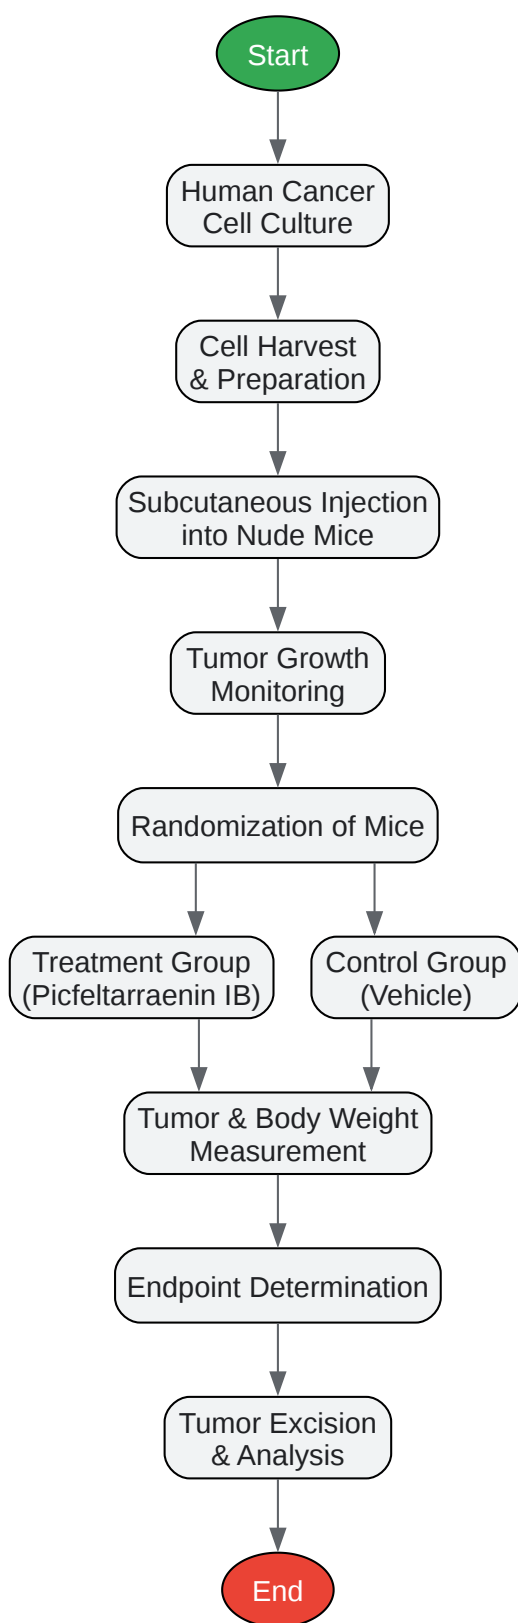 Start
Human Cancer
Cell Culture
Cell Harvest
& Preparation
Subcutaneous Injection
into Nude Mice
Tumor Growth
Monitoring
Randomization of Mice
Treatment Group
(Picfeltarraenin IB)
Control Group
(Vehicle)
Tumor & Body Weight
Measurement
Endpoint Determination
Tumor Excision
& Analysis
End